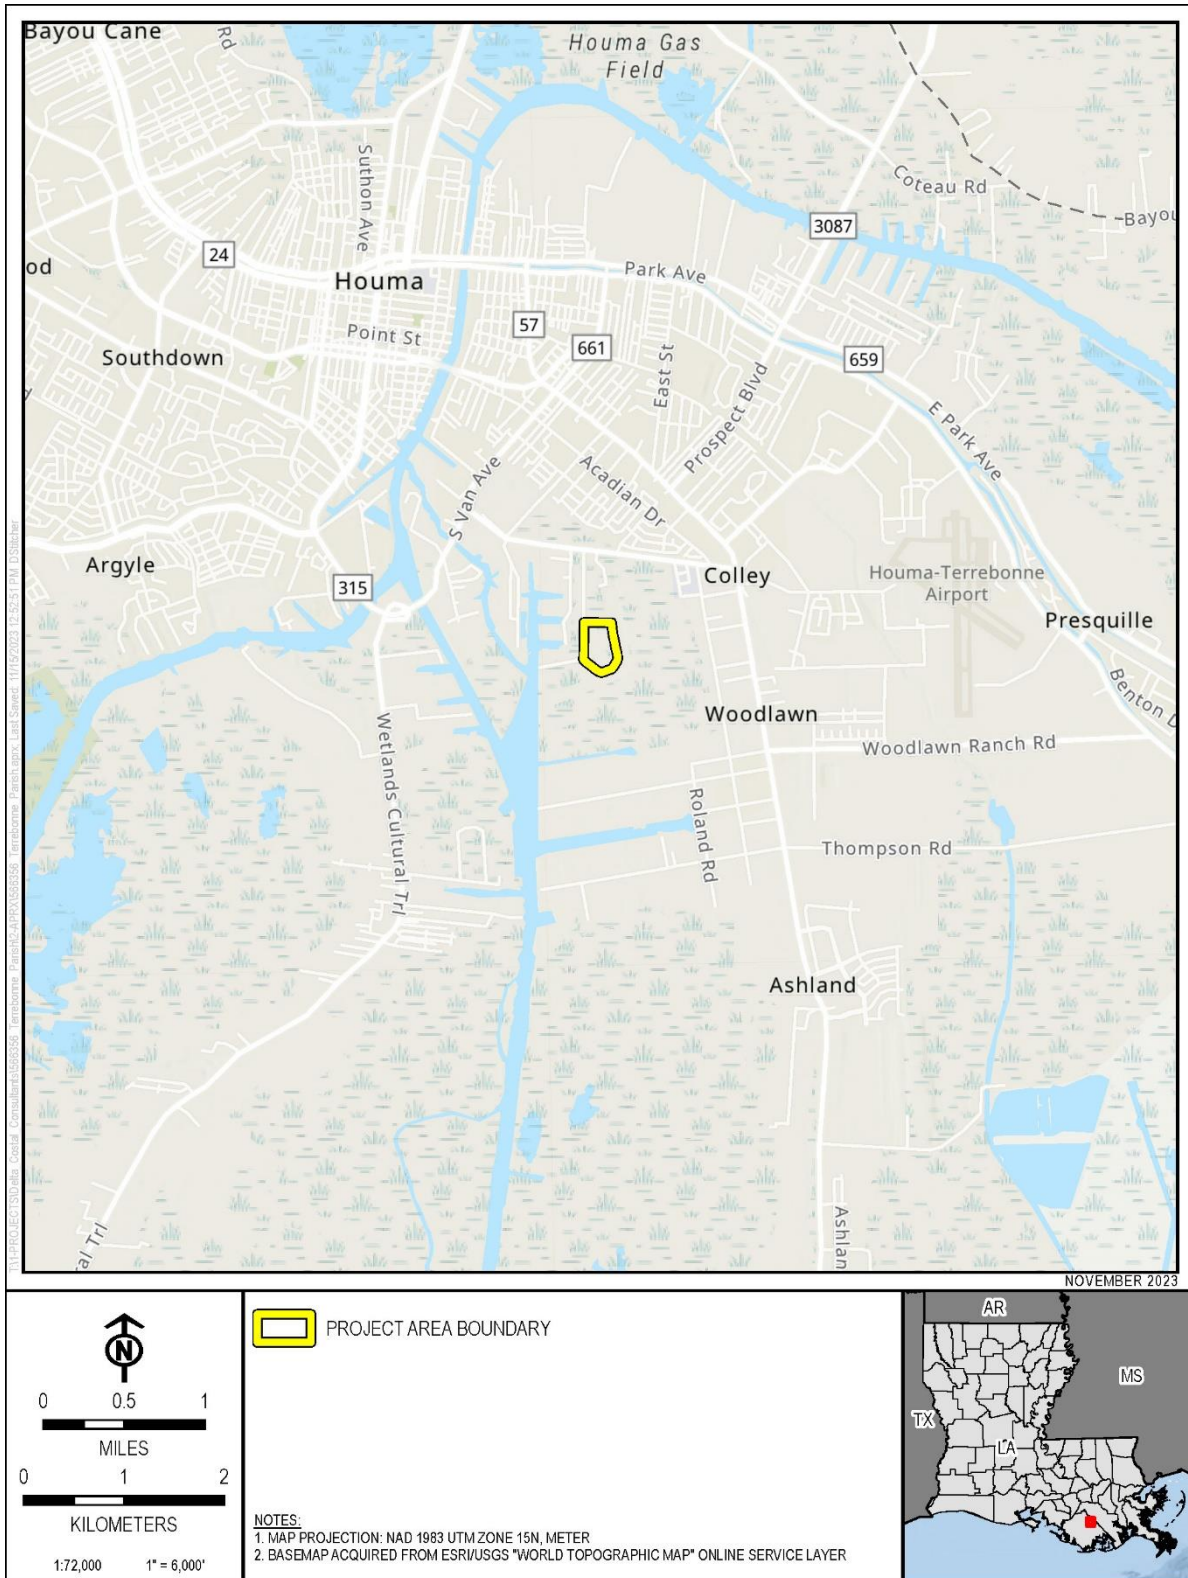 Bayou Cane
Rd
Houma Gas
Field
Suthon Ave
Coteau Rd
3087
Bayou
24
od
Park Ave
Houma
Point St
57
661
East St
659
Southdown
Prospect Blvd
E Park Ave
Acadian Dr
S Van Ave
Argyle
315
Colley
Houma-Terrebonne
Airport
Presquille
Benton D
Woodlawn
Woodlawn Ranch Rd
Wetlands Cultural Trl
Roland Rd
Thompson Rd
Ashland
Ashlan
al Trl
NOVEMBER 2023
N
0 0.5 1
MILES
0 1 2
KILOMETERS
1:72,000 1" = 6,000'
PROJECT AREA BOUNDARY
NOTES:
1. MAP PROJECTION: NAD 1983 UTM ZONE 15N, METER
2. BASEMAP ACQUIRED FROM ESRI/USGS "WORLD TOPOGRAPHIC MAP" ONLINE SERVICE LAYER
AR
MS
TX
LA